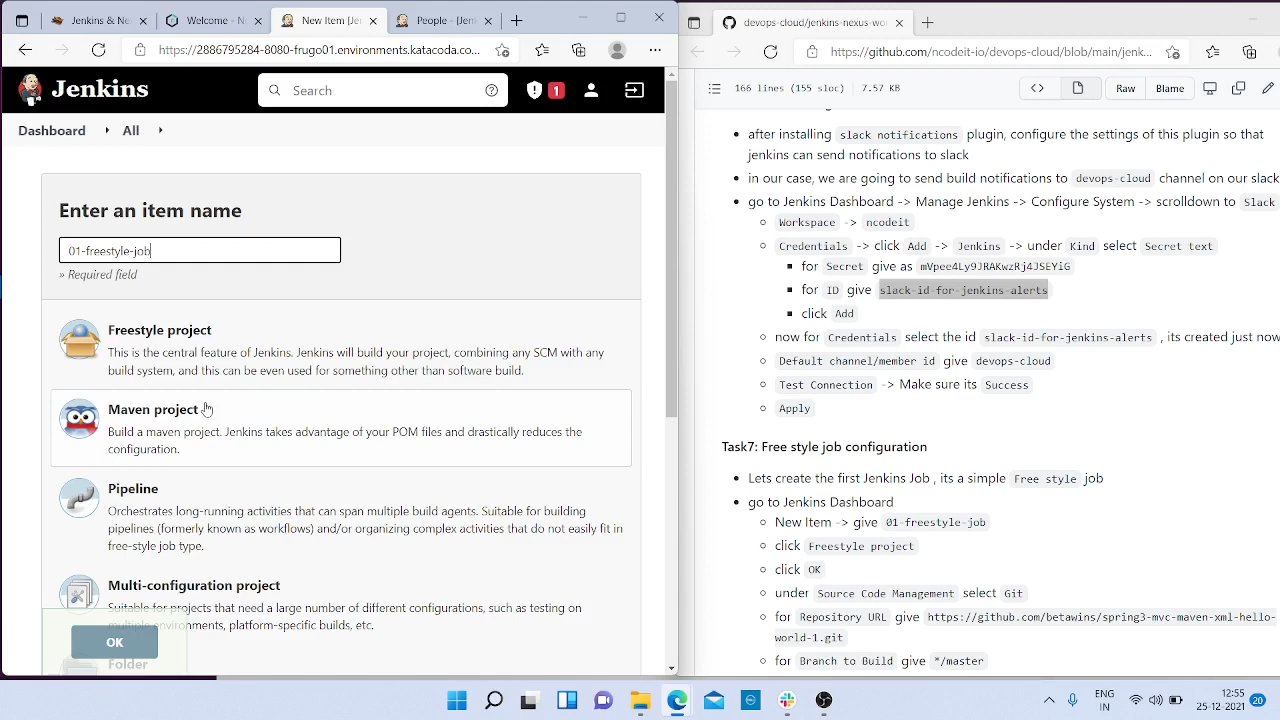 Jenkins & Ne
Welcome - N
New Item [Jen
People - [Jenk
https://2886795284-8080-frugo01.environments.katacoda.co...
Jenkins
Search
1
Dashboard
All
Enter an item name
01-freestyle-job
» Required field
Freestyle project
This is the central feature of Jenkins. Jenkins will build your project, combining any SCM with any
build system, and this can be even used for something other than software build.
Maven project
Build a maven project. Jenkins takes advantage of your POM files and drastically reduces the
configuration.
Pipeline
Orchestrates long-running activities that can span multiple build agents. Suitable for building
pipelines (formerly known as workflows) and/or organizing complex activities that do not easily fit in
free-style job type.
Multi-configuration project
Suitable for projects that need a large number of different configurations, such as testing on
multiple environments, platform-specific builds, etc.
OK
Folder
devops-cloud/jenkins-nexus-wo
https://github.com/ncodeit-io/devops-cloud/blob/main/jenk...
166 lines (155 sloc)
7.57 KB
Raw
Blame
after installing slack notifications plugin, configure the settings of this plugin so that
jenkins can send notifications to slack
in our case, we are going to send build notifications to devops-cloud channel on our slack
go to Jenkins Dashboard -> Manage Jenkins -> Configure System -> scrolldown to Slack
Workspace -> ncodeit
Credentials -> click Add -> Jenkins -> under Kind select Secret text
for Secret give as mVpee4Ly9JRAKwzRj4JSEYiG
for ID give slack-id-for-jenkins-alerts
click Add
now for Credentials select the id slack-id-for-jenkins-alerts , its created just now
Default channel/member id give devops-cloud
Test Connection -> Make sure its Success
Apply
Task7: Free style job configuration
Lets create the first Jenkins Job , its a simple Free style job
go to Jenkins Dashboard
New Item -> give 01-freestyle-job
click Freestyle project
click OK
under Source Code Management select Git
for Repository URL give https://github.com/betawins/spring3-mvc-maven-xml-hello-
world-1.git
for Branch to Build give */master
ENG
IN
12:55
25-12-2021
20